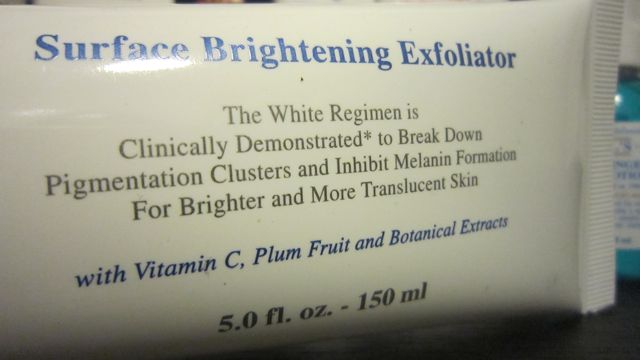 Surface Brightening Exfoliator
The White Regimen is
Clinically Demonstrated* to Break Down
Pigmentation Clusters and Inhibit Melanin Formation
For Brighter and More Translucent Skin
with Vitamin C, Plum Fruit and Botanical Extracts
5.0 fl. oz. - 150 ml